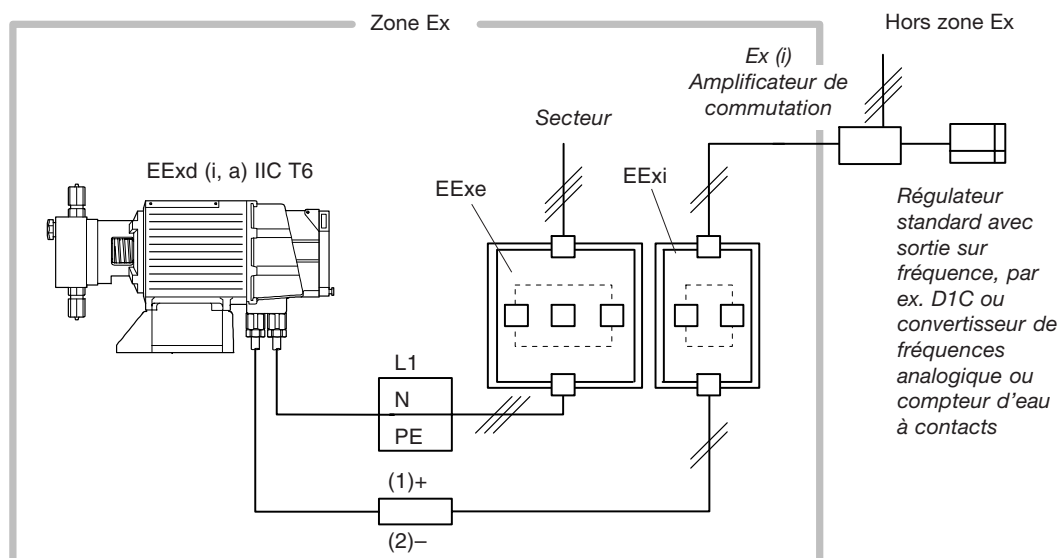 Zone Ex
Hors zone Ex
Ex (i)
Amplificateur de
commutation
Secteur
EExd (i, a) IIC T6
EExe
EExi
Régulateur
standard avec
sortie sur
fréquence, par
ex. D1C ou
convertisseur de
fréquences
analogique ou
compteur d'eau
à contacts
L1
N
PE
(1)+
(2)–